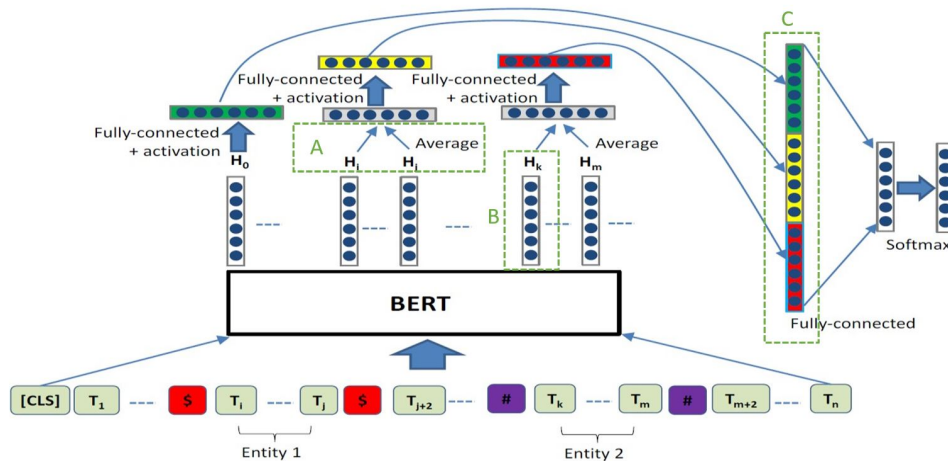 C
Fully-connected
+ activation
Fully-connected
+ activation
Fully-connected
+ activation
A
Average
Average
H0
Hi
Hj
Hk
Hm
B
Softmax
BERT
Fully-connected
[CLS] T1 $ Ti Tj $ Tj+2 # Tk Tm # Tm+2 Tn
Entity 1
Entity 2